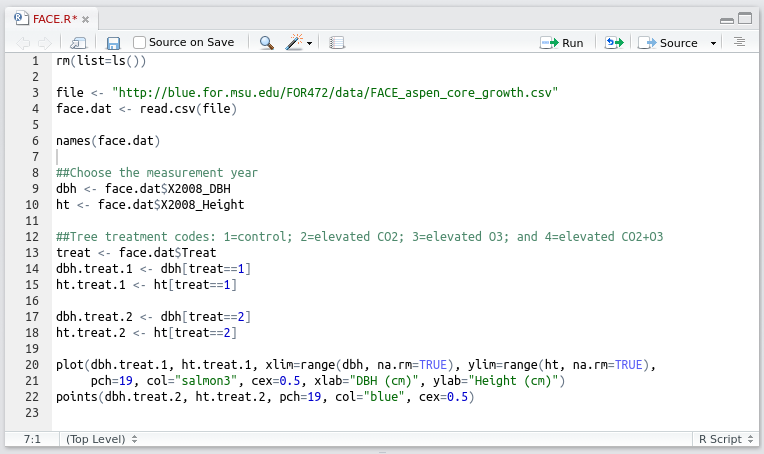 FACE.R*
Source on Save
Run
Source
1 rm(list=ls())
2
3 file <- "http://blue.for.msu.edu/FOR472/data/FACE_aspen_core_growth.csv"
4 face.dat <- read.csv(file)
5
6 names(face.dat)
7
8 ##Choose the measurement year
9 dbh <- face.dat$X2008_DBH
10 ht <- face.dat$X2008_Height
11
12 ##Tree treatment codes: 1=control; 2=elevated CO2; 3=elevated O3; and 4=elevated CO2+O3
13 treat <- face.dat$Treat
14 dbh.treat.1 <- dbh[treat==1]
15 ht.treat.1 <- ht[treat==1]
16
17 dbh.treat.2 <- dbh[treat==2]
18 ht.treat.2 <- ht[treat==2]
19
20 plot(dbh.treat.1, ht.treat.1, xlim=range(dbh, na.rm=TRUE), ylim=range(ht, na.rm=TRUE),
21      pch=19, col="salmon3", cex=0.5, xlab="DBH (cm)", ylab="Height (cm)")
22 points(dbh.treat.2, ht.treat.2, pch=19, col="blue", cex=0.5)
23
7:1 (Top Level) R Script